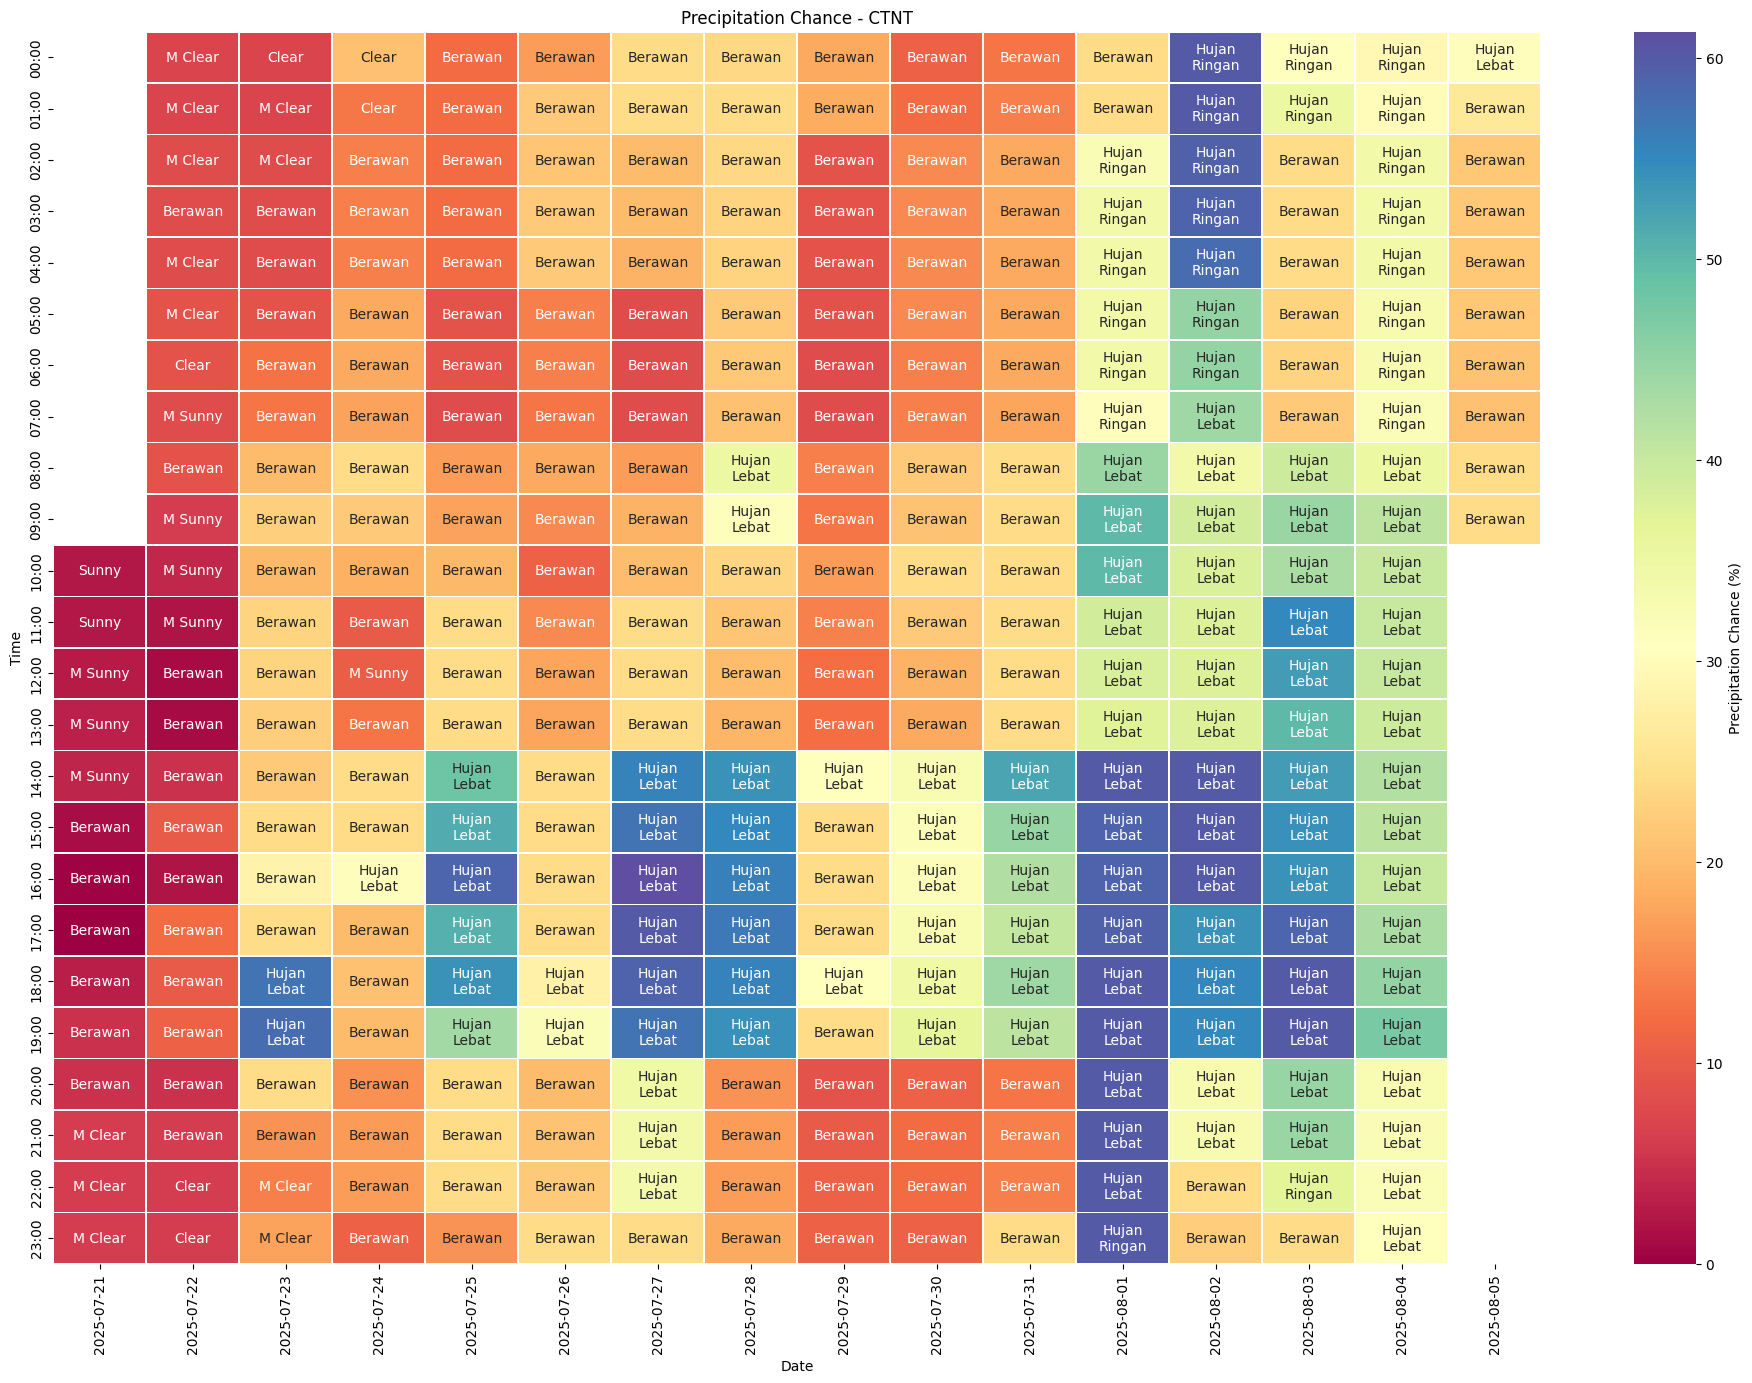 Precipitation Chance - CTNT
00:00 M Clear Clear Clear Berawan Berawan Berawan Berawan Berawan Berawan Berawan Berawan Hujan Ringan Hujan Ringan Hujan Ringan Hujan Lebat
01:00 M Clear M Clear Clear Berawan Berawan Berawan Berawan Berawan Berawan Berawan Berawan Hujan Ringan Hujan Ringan Hujan Ringan Berawan
02:00 M Clear M Clear Berawan Berawan Berawan Berawan Berawan Berawan Berawan Berawan Hujan Ringan Hujan Ringan Berawan Hujan Ringan Berawan
03:00 Berawan Berawan Berawan Berawan Berawan Berawan Berawan Berawan Berawan Berawan Hujan Ringan Hujan Ringan Berawan Hujan Ringan Berawan
04:00 M Clear Berawan Berawan Berawan Berawan Berawan Berawan Berawan Berawan Berawan Hujan Ringan Hujan Ringan Berawan Hujan Ringan Berawan
05:00 M Clear Berawan Berawan Berawan Berawan Berawan Berawan Berawan Berawan Berawan Hujan Ringan Hujan Ringan Berawan Hujan Ringan Berawan
06:00 Clear Berawan Berawan Berawan Berawan Berawan Berawan Berawan Berawan Berawan Hujan Ringan Hujan Ringan Berawan Hujan Ringan Berawan
07:00 M Sunny Berawan Berawan Berawan Berawan Berawan Berawan Berawan Berawan Berawan Hujan Ringan Hujan Lebat Berawan Hujan Ringan Berawan
08:00 Berawan Berawan Berawan Berawan Berawan Berawan Hujan Lebat Berawan Berawan Berawan Hujan Lebat Hujan Lebat Hujan Lebat Hujan Lebat Berawan
09:00 M Sunny Berawan Berawan Berawan Berawan Berawan Hujan Lebat Berawan Berawan Berawan Hujan Lebat Hujan Lebat Hujan Lebat Hujan Lebat Berawan
10:00 Sunny M Sunny Berawan Berawan Berawan Berawan Berawan Berawan Berawan Berawan Berawan Hujan Lebat Hujan Lebat Hujan Lebat Hujan Lebat
11:00 Sunny M Sunny Berawan Berawan Berawan Berawan Berawan Berawan Berawan Berawan Berawan Hujan Lebat Hujan Lebat Hujan Lebat Hujan Lebat
12:00 M Sunny Berawan Berawan M Sunny Berawan Berawan Berawan Berawan Berawan Berawan Berawan Hujan Lebat Hujan Lebat Hujan Lebat Hujan Lebat
13:00 M Sunny Berawan Berawan Berawan Berawan Berawan Berawan Berawan Berawan Berawan Berawan Hujan Lebat Hujan Lebat Hujan Lebat Hujan Lebat
14:00 M Sunny Berawan Berawan Berawan Hujan Lebat Berawan Hujan Lebat Hujan Lebat Hujan Lebat Hujan Lebat Hujan Lebat Hujan Lebat Hujan Lebat Hujan Lebat Hujan Lebat
15:00 Berawan Berawan Berawan Berawan Hujan Lebat Berawan Hujan Lebat Hujan Lebat Berawan Hujan Lebat Hujan Lebat Hujan Lebat Hujan Lebat Hujan Lebat Hujan Lebat
16:00 Berawan Berawan Berawan Hujan Lebat Hujan Lebat Berawan Hujan Lebat Hujan Lebat Berawan Hujan Lebat Hujan Lebat Hujan Lebat Hujan Lebat Hujan Lebat Hujan Lebat
17:00 Berawan Berawan Berawan Berawan Hujan Lebat Berawan Hujan Lebat Hujan Lebat Berawan Hujan Lebat Hujan Lebat Hujan Lebat Hujan Lebat Hujan Lebat Hujan Lebat
18:00 Berawan Berawan Hujan Lebat Berawan Hujan Lebat Hujan Lebat Hujan Lebat Hujan Lebat Hujan Lebat Hujan Lebat Hujan Lebat Hujan Lebat Hujan Lebat Hujan Lebat Hujan Lebat
19:00 Berawan Berawan Hujan Lebat Berawan Hujan Lebat Hujan Lebat Hujan Lebat Hujan Lebat Berawan Hujan Lebat Hujan Lebat Hujan Lebat Hujan Lebat Hujan Lebat Hujan Lebat
20:00 Berawan Berawan Berawan Berawan Berawan Berawan Hujan Lebat Berawan Berawan Berawan Berawan Hujan Lebat Hujan Lebat Hujan Lebat Hujan Lebat
21:00 M Clear Berawan Berawan Berawan Berawan Berawan Hujan Lebat Berawan Berawan Berawan Berawan Hujan Lebat Hujan Lebat Hujan Lebat Hujan Lebat
22:00 M Clear Clear M Clear Berawan Berawan Berawan Hujan Lebat Berawan Berawan Berawan Berawan Hujan Lebat Berawan Hujan Ringan Hujan Lebat
23:00 M Clear Clear M Clear Berawan Berawan Berawan Berawan Berawan Berawan Berawan Berawan Hujan Ringan Berawan Berawan Hujan Lebat
2025-07-21 2025-07-22 2025-07-23 2025-07-24 2025-07-25 2025-07-26 2025-07-27 2025-07-28 2025-07-29 2025-07-30 2025-07-31 2025-08-01 2025-08-02 2025-08-03 2025-08-04 2025-08-05
Date
Time
60
50
40
30
20
10
0
Precipitation Chance (%)